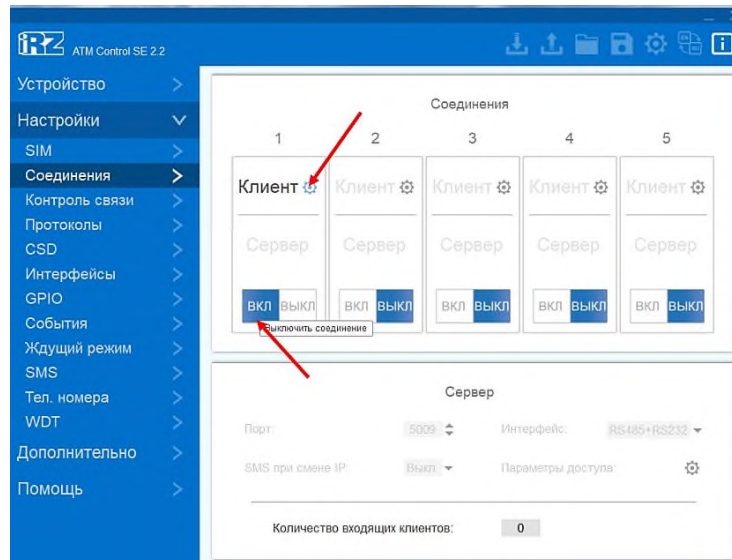 iRZ ATM Control SE 2.2
Устройство
Настройки
SIM
Соединения
Контроль связи
Протоколы
CSD
Интерфейсы
GPIO
События
Ждущий режим
SMS
Тел. номера
WDT
Дополнительно
Помощь
Соединения
1 2 3 4 5
Клиент Клиент Клиент Клиент Клиент
Сервер Сервер Сервер Сервер Сервер
ВКЛ ВЫКЛ ВКЛ ВЫКЛ ВКЛ ВЫКЛ ВКЛ ВЫКЛ ВКЛ ВЫКЛ
Выключить соединение
Сервер
Порт: 5009 Интерфейс: RS485+RS232
SMS при смене IP: Выкл Параметры доступа:
Количество входящих клиентов: 0